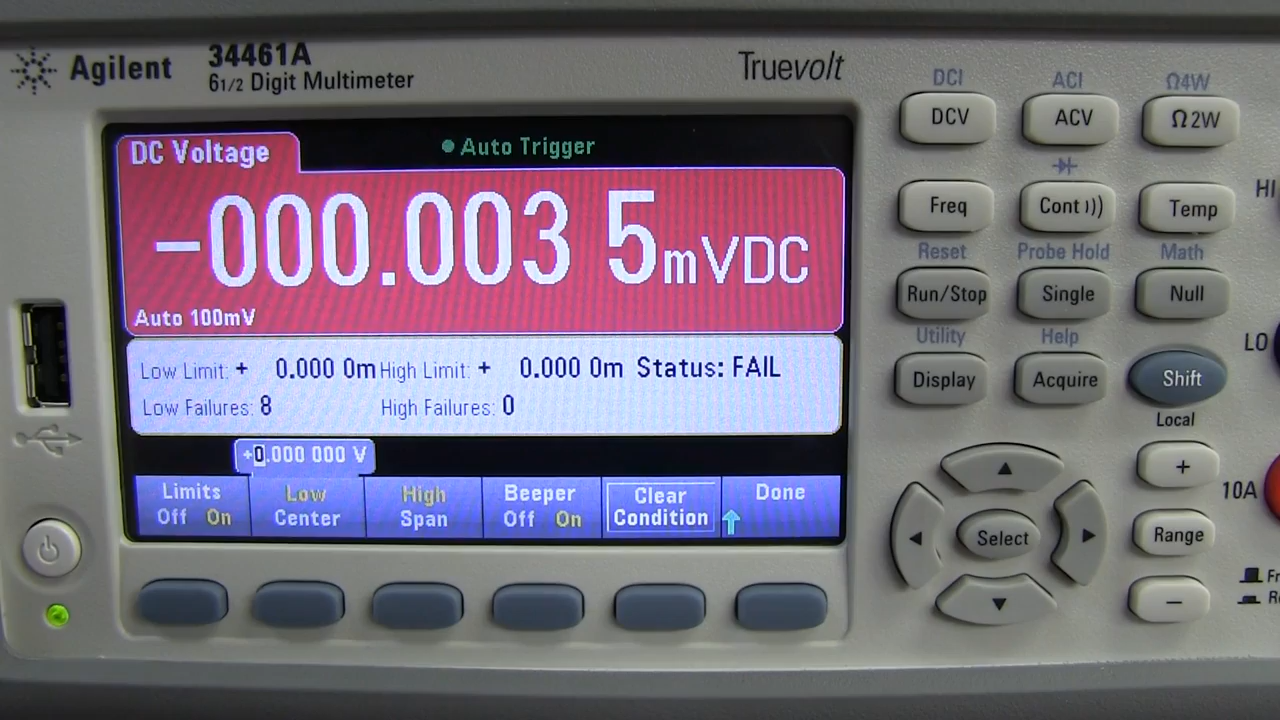 Agilent
34461A
6 1/2 Digit Multimeter
Truevolt
DC Voltage
Auto Trigger
-000.003 5mVDC
Auto 100mV
Low Limit: + 0.000 0m High Limit: + 0.000 0m Status: FAIL
Low Failures: 8 High Failures: 0
+0.000 000 V
Limits
Off On
Low
Center
High
Span
Beeper
Off On
Clear
Condition
Done
DCI ACI Ω4W
DCV ACV Ω2W
Freq Cont Temp
Reset Probe Hold Math
Run/Stop Single Null
Utility Help
Display Acquire Shift
Local
+
Select
Range
−
HI
LO
10A